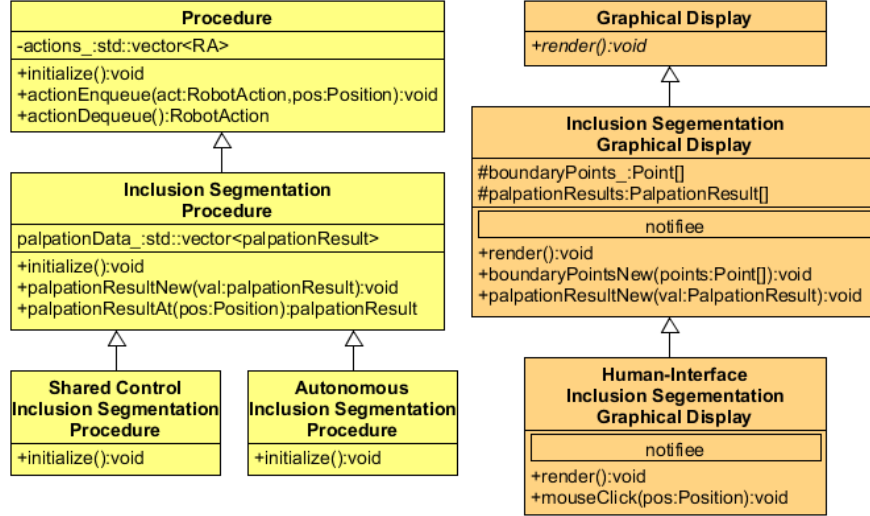 Procedure
-actions_:std::vector<RA>
+initialize():void
+actionEnqueue(act:RobotAction,pos:Position):void
+actionDequeue():RobotAction
Inclusion Segmentation
Procedure
palpationData_:std::vector<palpationResult>
+initialize():void
+palpationResultNew(val:palpationResult):void
+palpationResultAt(pos:Position):palpationResult
Shared Control
Inclusion Segmentation
Procedure
+initialize():void
Autonomous
Inclusion Segmentation
Procedure
+initialize():void
Graphical Display
+render():void
Inclusion Segementation
Graphical Display
#boundaryPoints_:Point[]
#palpationResults:PalpationResult[]
notifiee
+render():void
+boundaryPointsNew(points:Point[]):void
+palpationResultNew(val:PalpationResult):void
Human-Interface
Inclusion Segementation
Graphical Display
notifiee
+render():void
+mouseClick(pos:Position):void